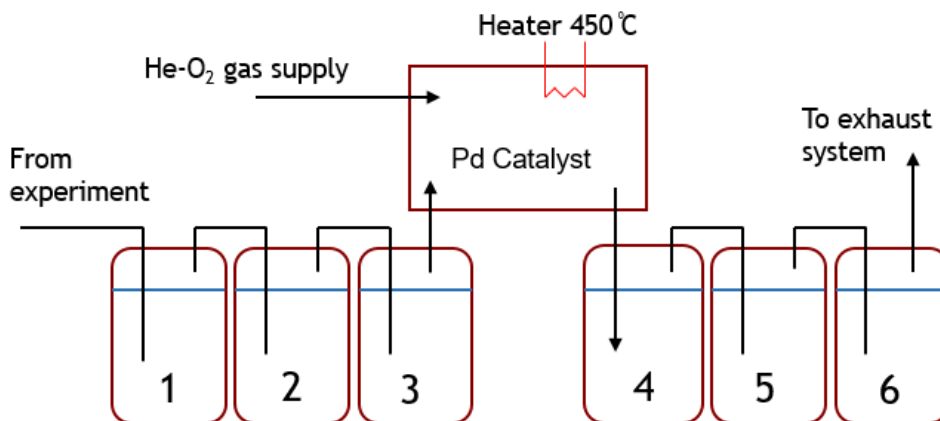 Heater 450°C
He-O₂ gas supply
To exhaust
system
From
experiment
Pd Catalyst
1 2 3 4 5 6